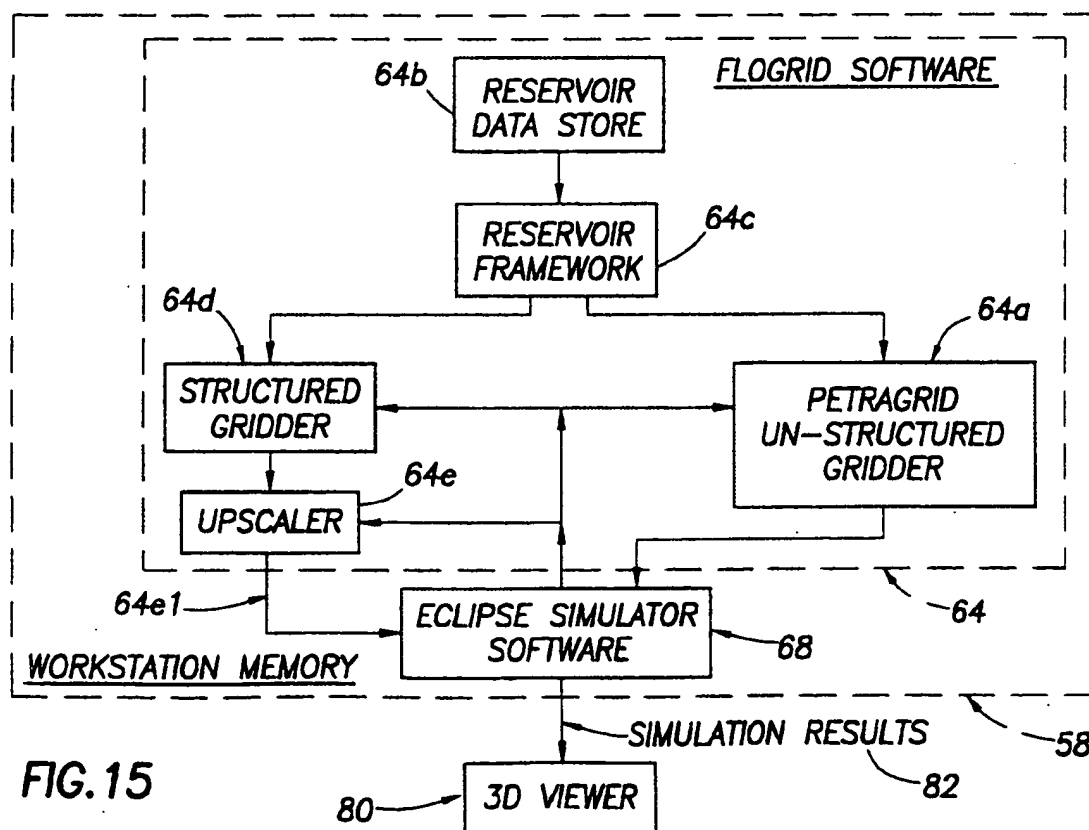 FLOGRID SOFTWARE
64b
RESERVOIR
DATA STORE
RESERVOIR
FRAMEWORK
64c
64d
64a
STRUCTURED
GRIDDER
PETRAGRID
UN-STRUCTURED
GRIDDER
64e
UPSCALER
64e1
64
ECLIPSE SIMULATOR
SOFTWARE
68
WORKSTATION MEMORY
58
SIMULATION RESULTS
82
FIG.15
80
3D VIEWER